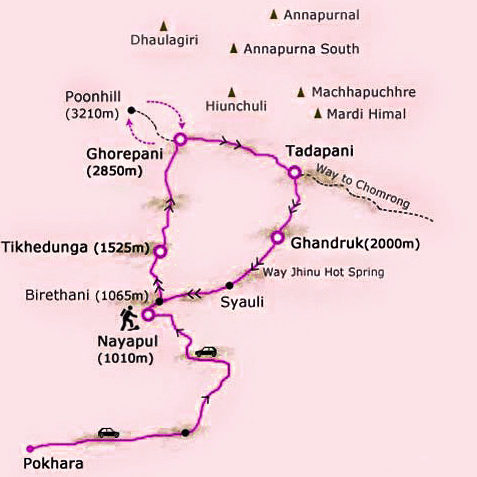 Annapurnal
Dhaulagiri
Annapurna South
Poonhill
(3210m)
Hiunchuli
Machhapuchhre
Mardi Himal
Ghorepani
(2850m)
Tadapani
Way to Chomrong
Tikhedunga (1525m)
Ghandruk(2000m)
Way Jhinu Hot Spring
Birethani (1065m)
Syauli
Nayapul
(1010m)
Pokhara